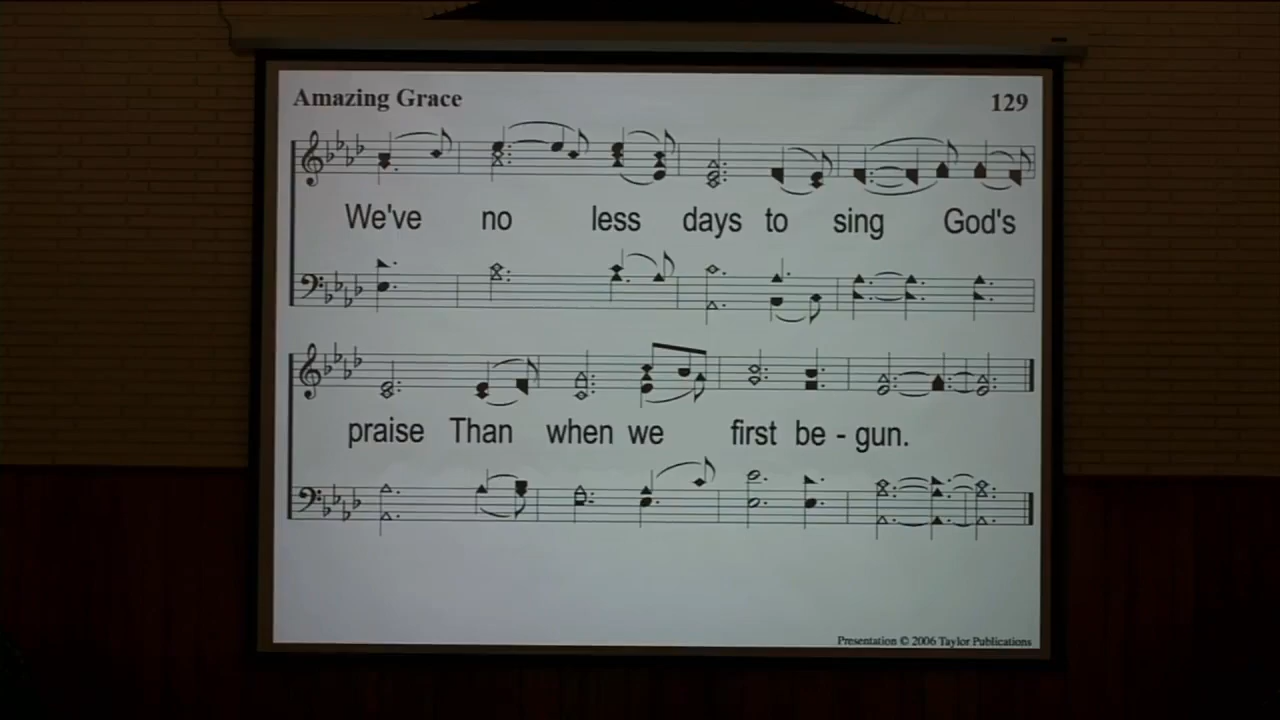 Amazing Grace 129
We've no less days to sing God's
praise Than when we first be - gun.
Presentation © 2006 Taylor Publications